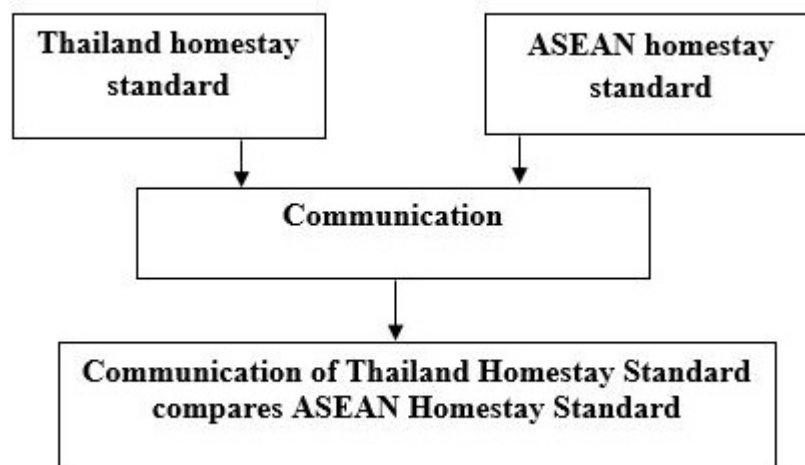 Thailand homestay
standard
ASEAN homestay
standard
Communication
Communication of Thailand Homestay Standard
compares ASEAN Homestay Standard